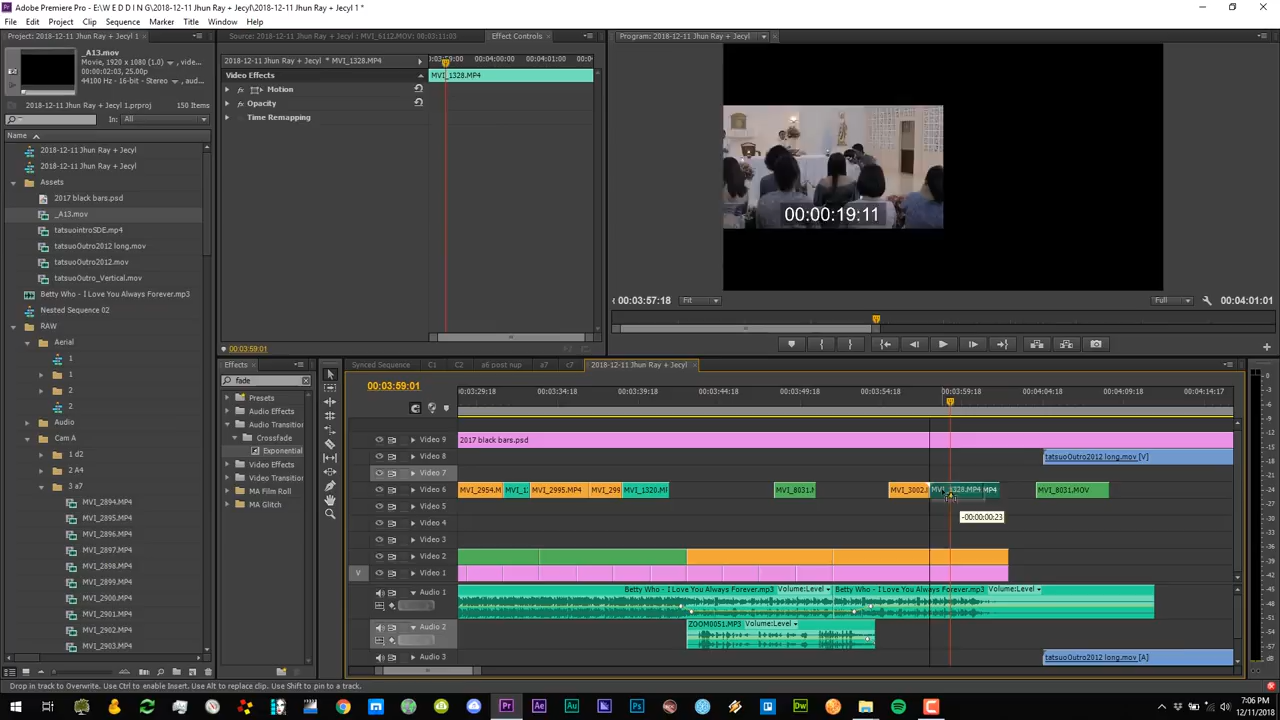 Adobe Premiere Pro - E:\W E D D I N G\2018-12-11 Jhun Ray + Jecyl\2018-12-11 Jhun Ray + Jecyl 1 *
File Edit Project Clip Sequence Marker Title Window Help
Project: 2018-12-11 Jhun Ray + Jecyl 1
_A13.mov
Movie, 1920 x 1080 (1.0) , vide...
00:00:02:03, 25.00p
44100 Hz - 16-bit - Stereo , au...
2018-12-11 Jhun Ray + Jecyl 1.prproj
150 Items
In: All
Name
2018-12-11 Jhun Ray + Jecyl
2018-12-11 Jhun Ray + Jecyl
Assets
2017 black bars.psd
_A13.mov
tatsuointroSDE.mp4
tatsuoOutro2012 long.mov
tatsuoOutro2012.mov
tatsuoOutro_Vertical.mov
Betty Who - I Love You Always Forever.mp3
Nested Sequence 02
RAW
Aerial
1
1
2
2
Audio
Cam A
1 d2
2 A4
3 a7
MVI_2894.MP4
MVI_2895.MP4
MVI_2896.MP4
MVI_2897.MP4
MVI_2898.MP4
MVI_2899.MP4
MVI_2900.MP4
MVI_2901.MP4
MVI_2902.MP4
MVI_2903.MP4
Source: 2018-12-11 Jhun Ray + Jecyl : MVI_6112.MOV: 00:03:11:03
Effect Controls
2018-12-11 Jhun Ray + Jecyl * MVI_1328.MP4
00:04:00:00 00:04:01:00
Video Effects
MVI_1328.MP4
fx Motion
fx Opacity
Time Remapping
00:03:59:01
Program: 2018-12-11 Jhun Ray + Jecyl
00:00:19:11
00:03:57:18
Fit
Full
00:04:01:01
Effects
fade
Presets
Audio Effects
Audio Transition
Crossfade
Exponential
Video Effects
Video Transition
MA Film Roll
MA Glitch
Synced Sequence C1 C2 a6 post nup a7 c7 2018-12-11 Jhun Ray + Jecyl
00:03:59:01
00:03:34:18 00:03:39:18 00:03:44:18 00:03:49:18 00:03:54:18 00:03:59:18 00:04:04:18 00:04:09:18 00:04:14:17
Video 9 2017 black bars.psd
Video 8 tatsuoOutro2012 long.mov [V]
Video 7
Video 6 MVI_2954.M MVI_2995.MP4 MVI_1320.M MVI_8031. MVI_3002. MVI_1328.MP4 MP4 MVI_8031.MOV
Video 5
-00:00:00:23
Video 4
Video 3
Video 2
V Video 1
Audio 1 Betty Who - I Love You Always Forever.mp3 Volume:Level Betty Who - I Love You Always Forever.mp3 Volume:Level
Audio 2 ZOOM0051.MP3 Volume:Level
Audio 3 tatsuoOutro2012 long.mov [A]
Drop in track to Overwrite. Use Ctrl to enable Insert. Use Alt to replace clip. Use Shift to pin to a track.
7:06 PM
12/11/2018